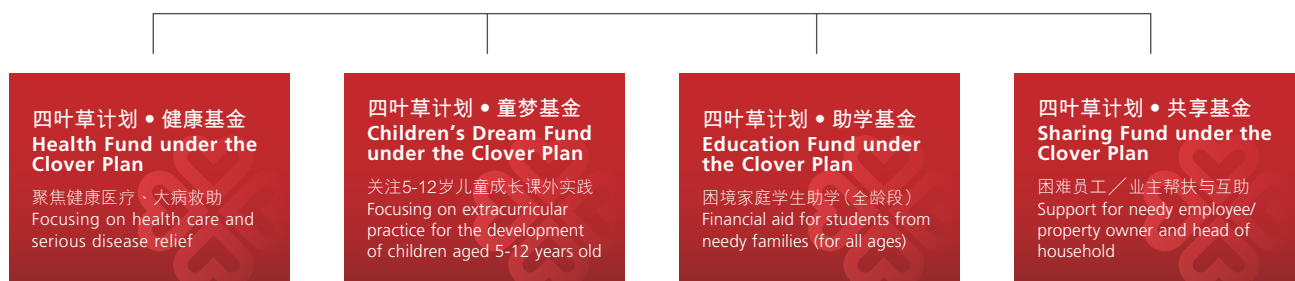 四叶草计划 • 健康基金
Health Fund under the
Clover Plan
聚焦健康医疗、大病救助
Focusing on health care and
serious disease relief
四叶草计划 • 童梦基金
Children's Dream Fund
under the Clover Plan
关注5-12岁儿童成长课外实践
Focusing on extracurricular
practice for the development
of children aged 5-12 years old
四叶草计划 • 助学基金
Education Fund under
the Clover Plan
困境家庭学生助学（全龄段）
Financial aid for students from
needy families (for all ages)
四叶草计划 • 共享基金
Sharing Fund under the
Clover Plan
困难员工／业主帮扶与互助
Support for needy employee/
property owner and head of
household